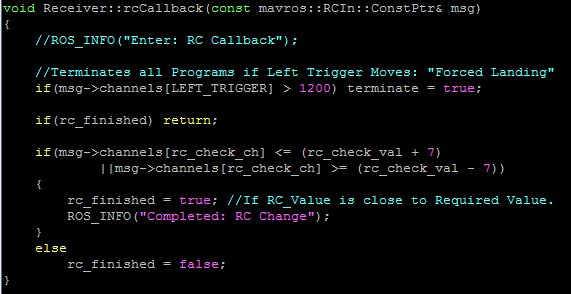 void Receiver::rcCallback(const mavros::RCIn::ConstPtr& msg)
{
    //ROS_INFO("Enter: RC Callback");
    //Terminates all Programs if Left Trigger Moves: "Forced Landing"
    if(msg->channels[LEFT_TRIGGER] > 1200) terminate = true;
    if(rc_finished) return;
    if(msg->channels[rc_check_ch] <= (rc_check_val + 7)
            ||msg->channels[rc_check_ch] >= (rc_check_val - 7))
    {
        rc_finished = true; //If RC_Value is close to Required Value.
        ROS_INFO("Completed: RC Change");
    }
    else
        rc_finished = false;
}